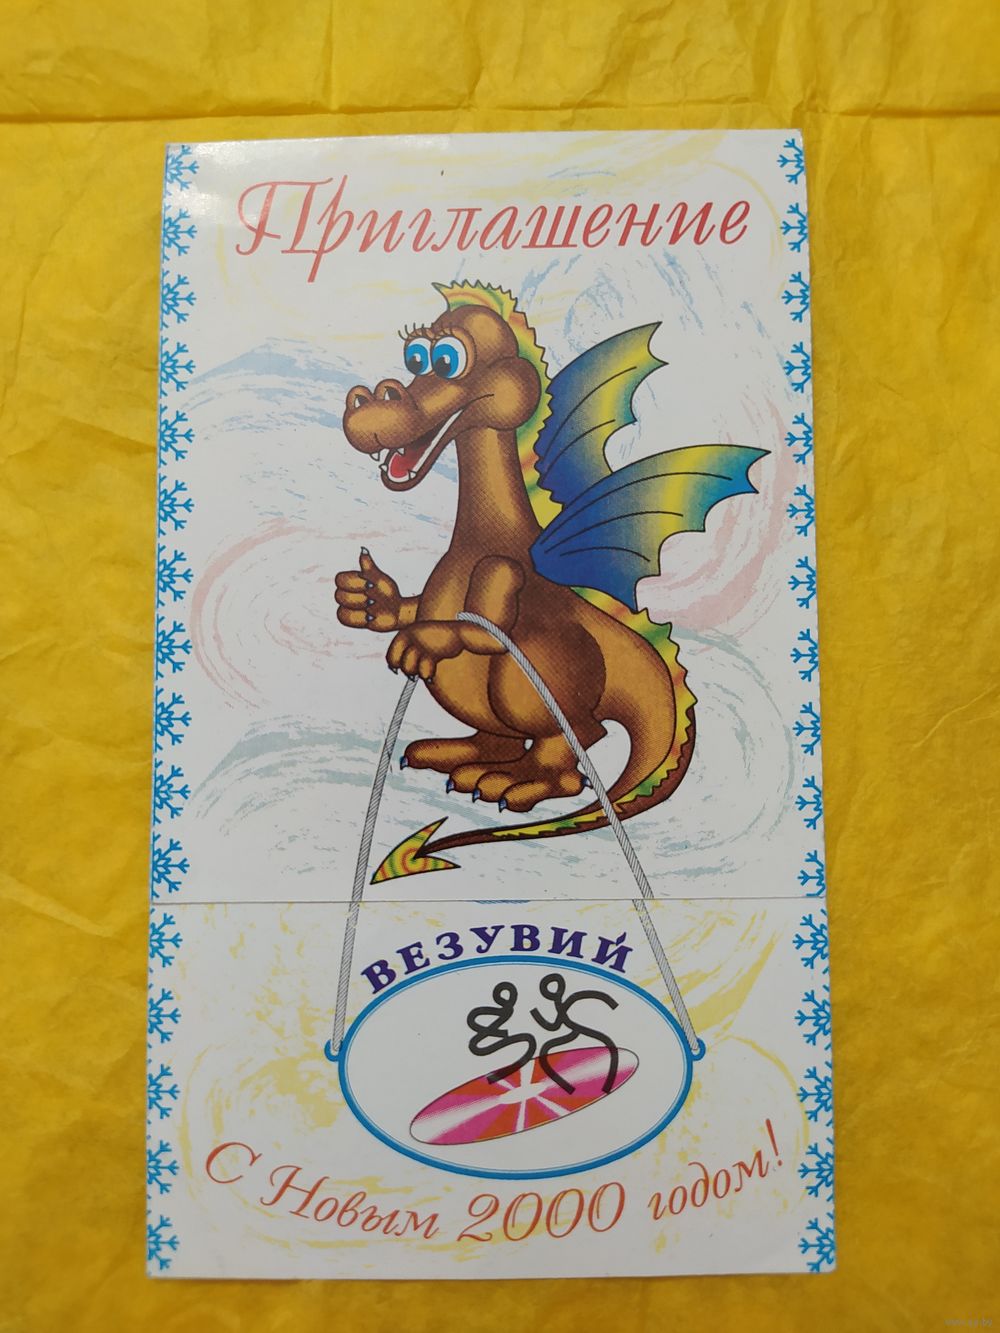 Приглашение
ВЕЗУВИЙ
С Новым 2000 годом!